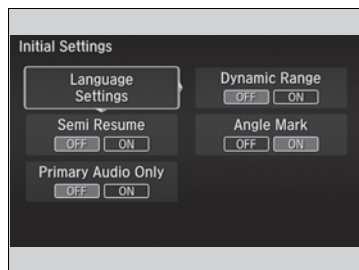 Initial Settings
Language
Settings
Dynamic Range
OFF ON
Semi Resume
OFF ON
Angle Mark
OFF ON
Primary Audio Only
OFF ON